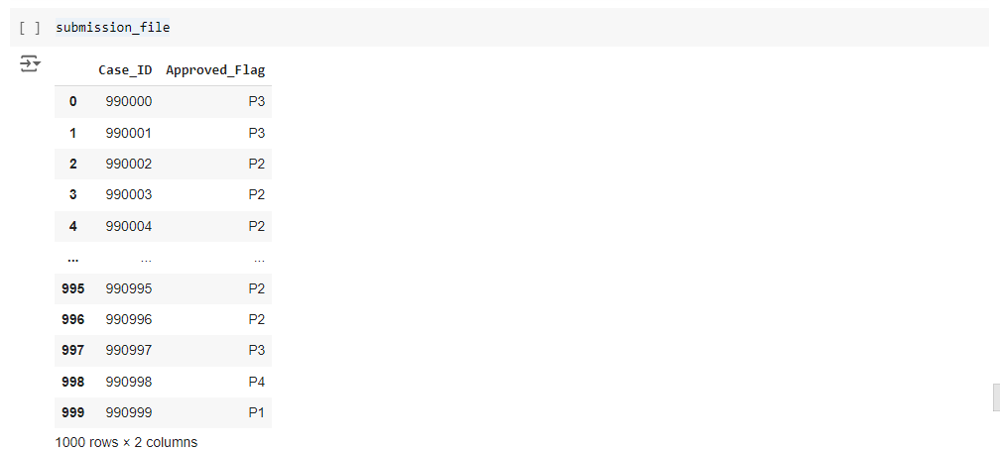 [ ] submission_file
Case_ID Approved_Flag
0 990000 P3
1 990001 P3
2 990002 P2
3 990003 P2
4 990004 P2
... ... ...
995 990995 P2
996 990996 P2
997 990997 P3
998 990998 P4
999 990999 P1
1000 rows × 2 columns